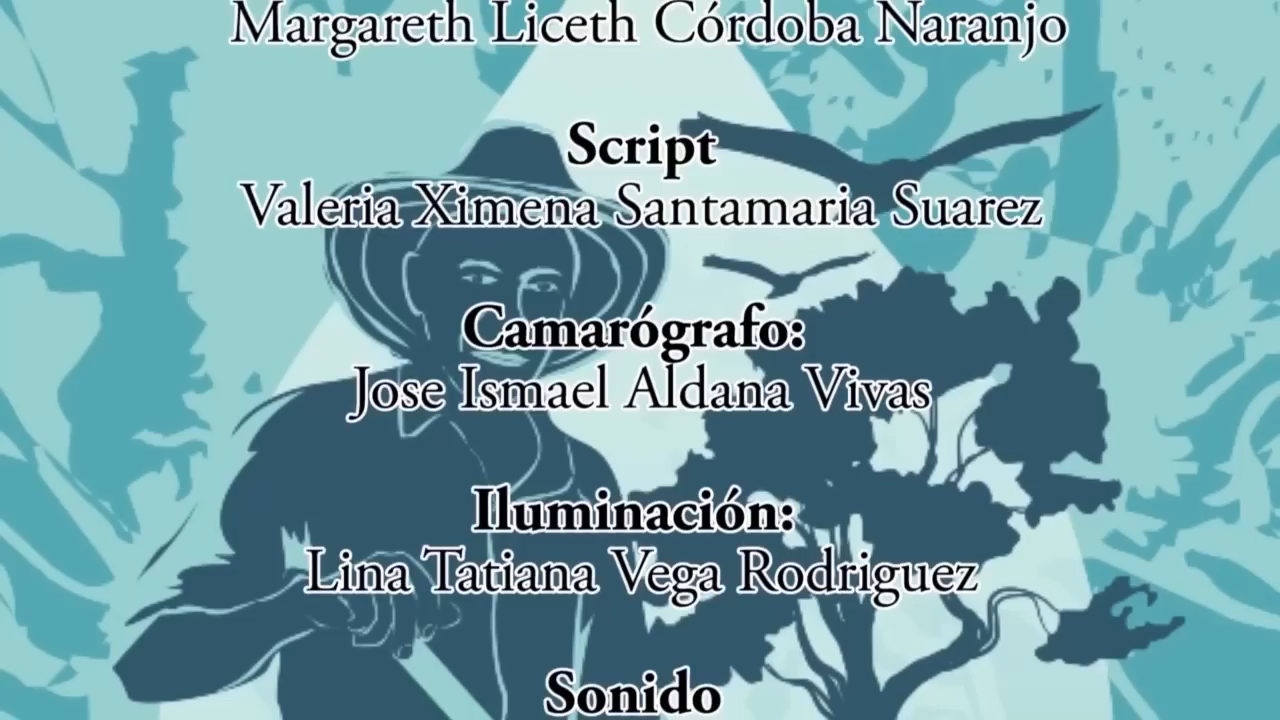 Margareth Liceth Córdoba Naranjo
Script
Valeria Ximena Santamaria Suarez
Camarógrafo:
Jose Ismael Aldana Vivas
Iluminación:
Lina Tatiana Vega Rodriguez
Sonido